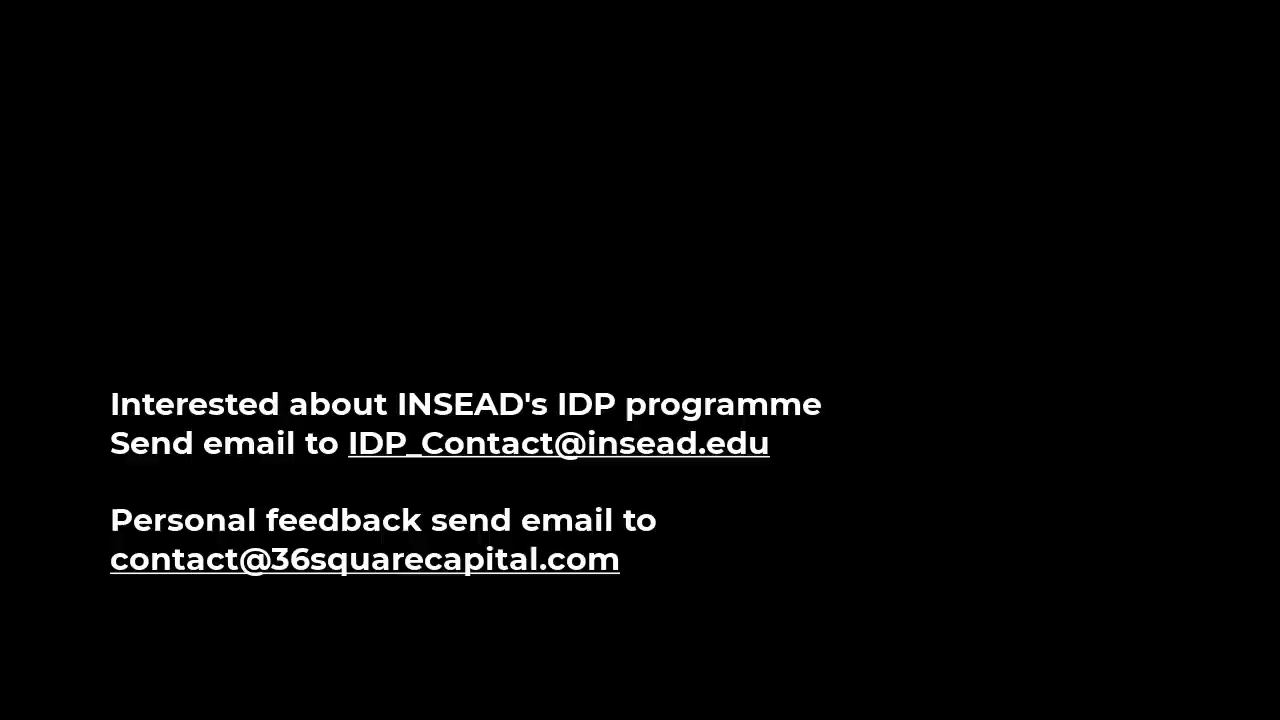 Interested about INSEAD's IDP programme
Send email to IDP_Contact@insead.edu
Personal feedback send email to
contact@36squarecapital.com